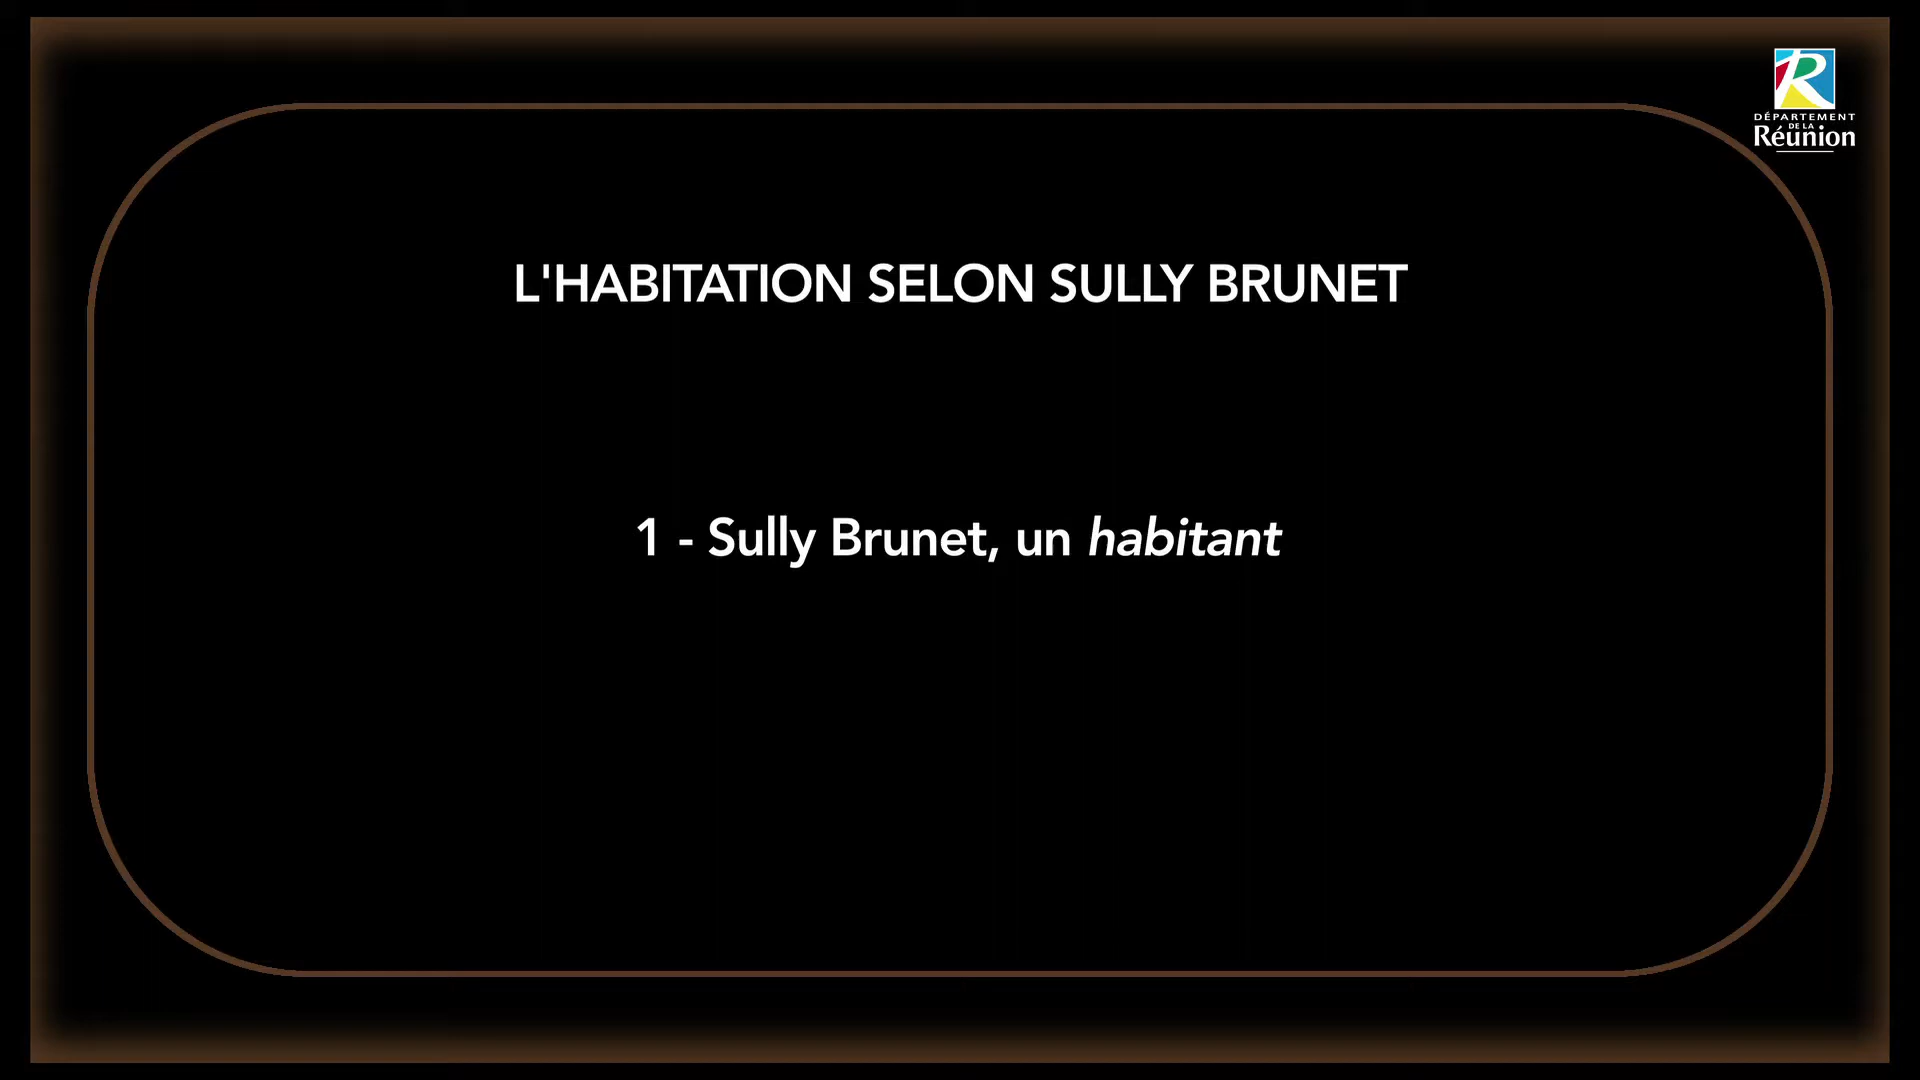 DÉPARTEMENT
DE LA
Réunion
L'HABITATION SELON SULLY BRUNET
1 - Sully Brunet, un habitant